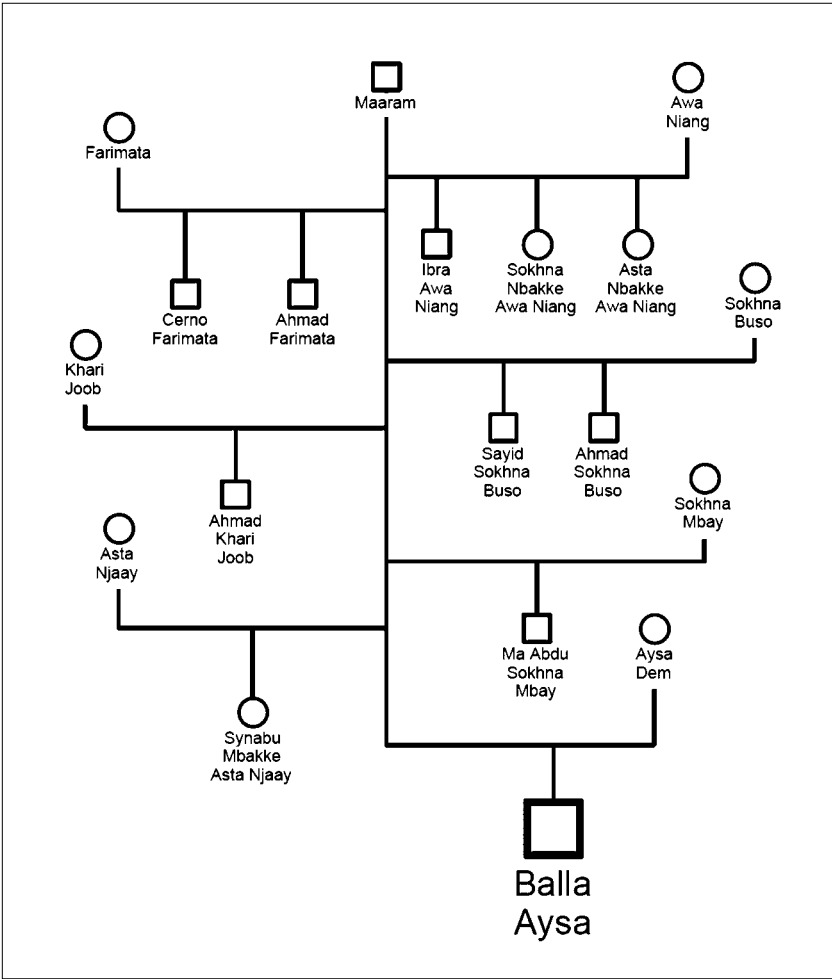 Maaram
Awa
Niang
Farimata
Ibra
Awa
Niang
Sokhna
Nbakke
Awa Niang
Asta
Nbakke
Awa Niang
Sokhna
Buso
Cerno
Farimata
Ahmad
Farimata
Khari
Joob
Sayid
Sokhna
Buso
Ahmad
Sokhna
Buso
Sokhna
Mbay
Ahmad
Khari
Joob
Asta
Njaay
Ma Abdu
Sokhna
Mbay
Aysa
Dem
Synabu
Mbakke
Asta Njaay
Balla
Aysa